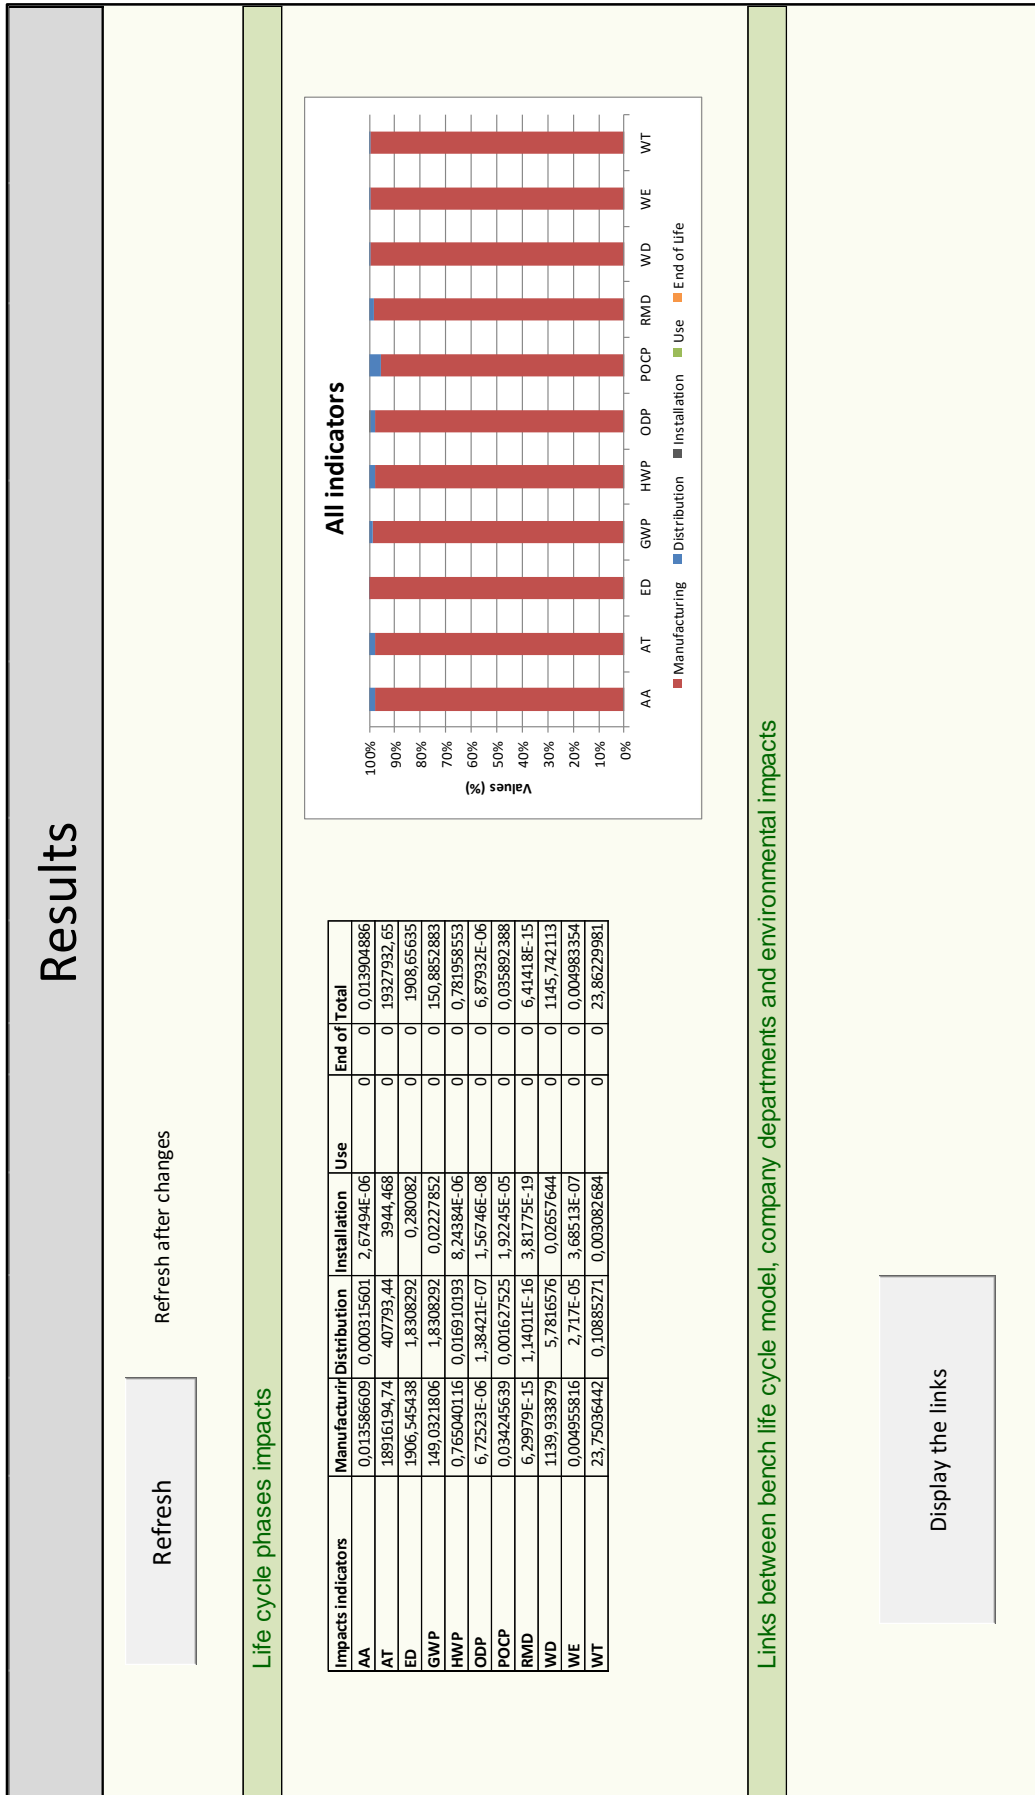 Results
Refresh
Refresh after changes
Life cycle phases impacts
Impacts indicators Manufacturin Distribution Installation Use End of Total
AA 0,013586609 0,000315601 2,67494E-06 0 0 0,013904886
AT 18916194,74 407793,44 3944,468 0 0 19327932,65
ED 1906,545438 1,8308292 0,280082 0 0 1908,65635
GWP 149,0321806 1,8308292 0,02227852 0 0 150,8852883
HWP 0,765040116 0,016910193 8,24384E-06 0 0 0,781958553
ODP 6,72523E-06 1,38421E-07 1,56746E-08 0 0 6,87932E-06
POCP 0,034245639 0,001627525 1,92245E-05 0 0 0,035892388
RMD 6,29979E-15 1,14011E-16 3,81775E-19 0 0 6,41418E-15
WD 1139,933879 5,7816576 0,02657644 0 0 1145,742113
WE 0,004955816 2,717E-05 3,68513E-07 0 0 0,004983354
WT 23,75036442 0,10885271 0,003082684 0 0 23,86229981
All indicators
Values (%)
100%
90%
80%
70%
60%
50%
40%
30%
20%
10%
0%
AA AT ED GWP HWP ODP POCP RMD WD WE WT
Manufacturing Distribution Installation Use End of Life
Links between bench life cycle model, company departments and environmental impacts
Display the links